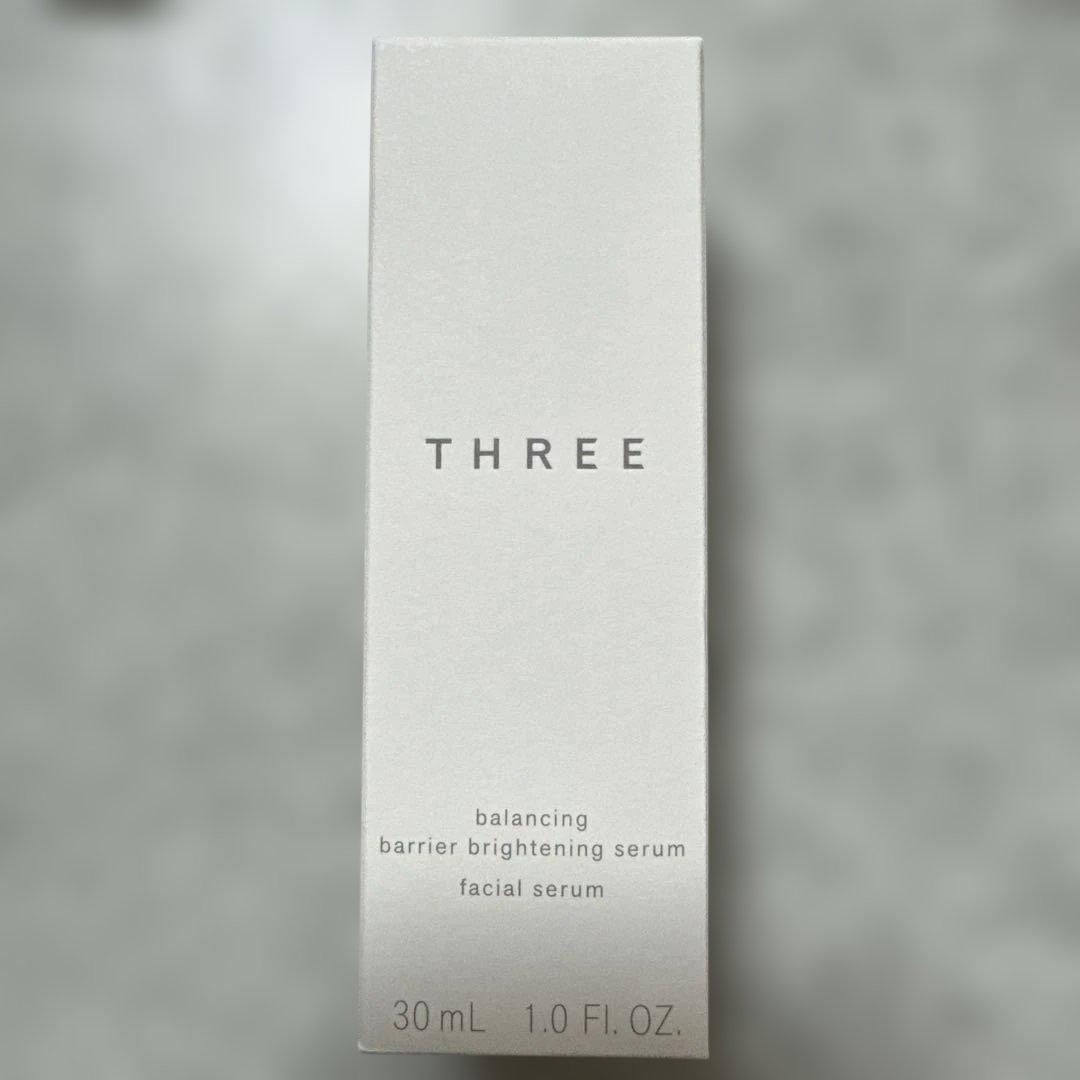 THREE
balancing
barrier brightening serum
facial serum
30 mL 1.0 Fl. OZ.